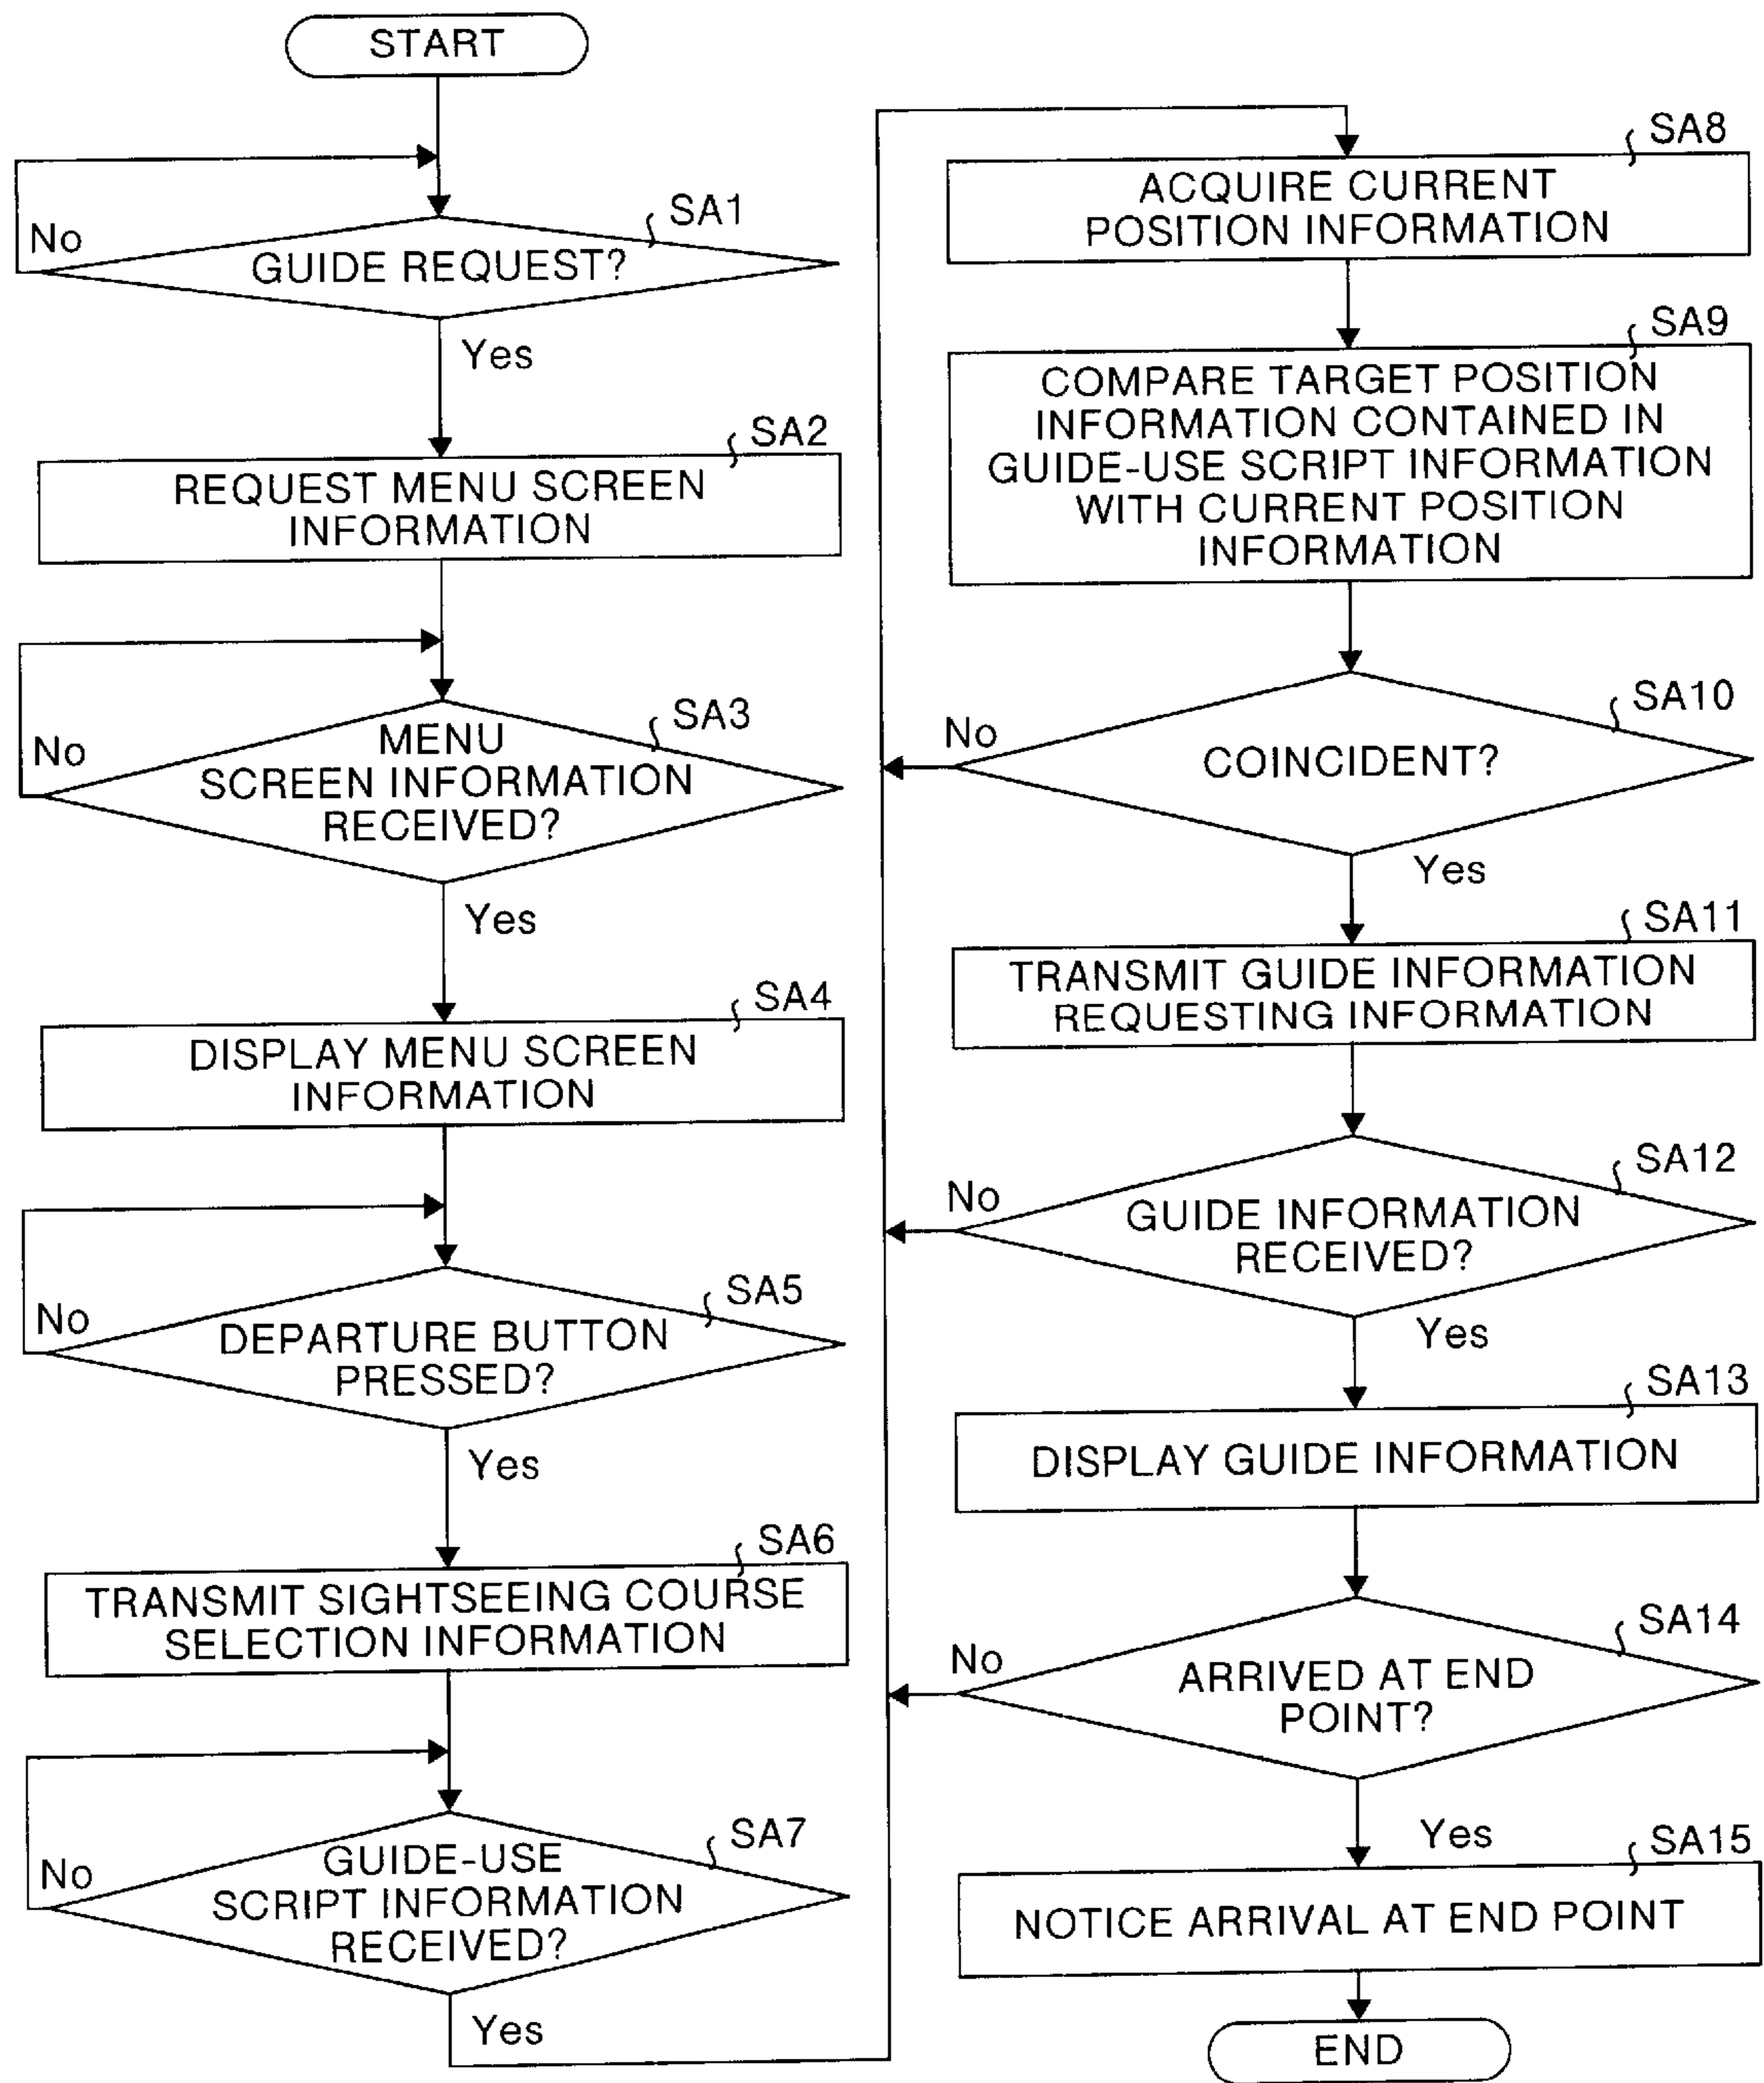 START
SA1
No
GUIDE REQUEST?
Yes
SA2
REQUEST MENU SCREEN
INFORMATION
SA3
No
MENU
SCREEN INFORMATION
RECEIVED?
Yes
SA4
DISPLAY MENU SCREEN
INFORMATION
SA5
No
DEPARTURE BUTTON
PRESSED?
Yes
SA6
TRANSMIT SIGHTSEEING COURSE
SELECTION INFORMATION
SA7
No
GUIDE-USE
SCRIPT INFORMATION
RECEIVED?
Yes
SA8
ACQUIRE CURRENT
POSITION INFORMATION
SA9
COMPARE TARGET POSITION
INFORMATION CONTAINED IN
GUIDE-USE SCRIPT INFORMATION
WITH CURRENT POSITION
INFORMATION
SA10
No
COINCIDENT?
Yes
SA11
TRANSMIT GUIDE INFORMATION
REQUESTING INFORMATION
SA12
No
GUIDE INFORMATION
RECEIVED?
Yes
SA13
DISPLAY GUIDE INFORMATION
SA14
No
ARRIVED AT END
POINT?
Yes
SA15
NOTICE ARRIVAL AT END POINT
END